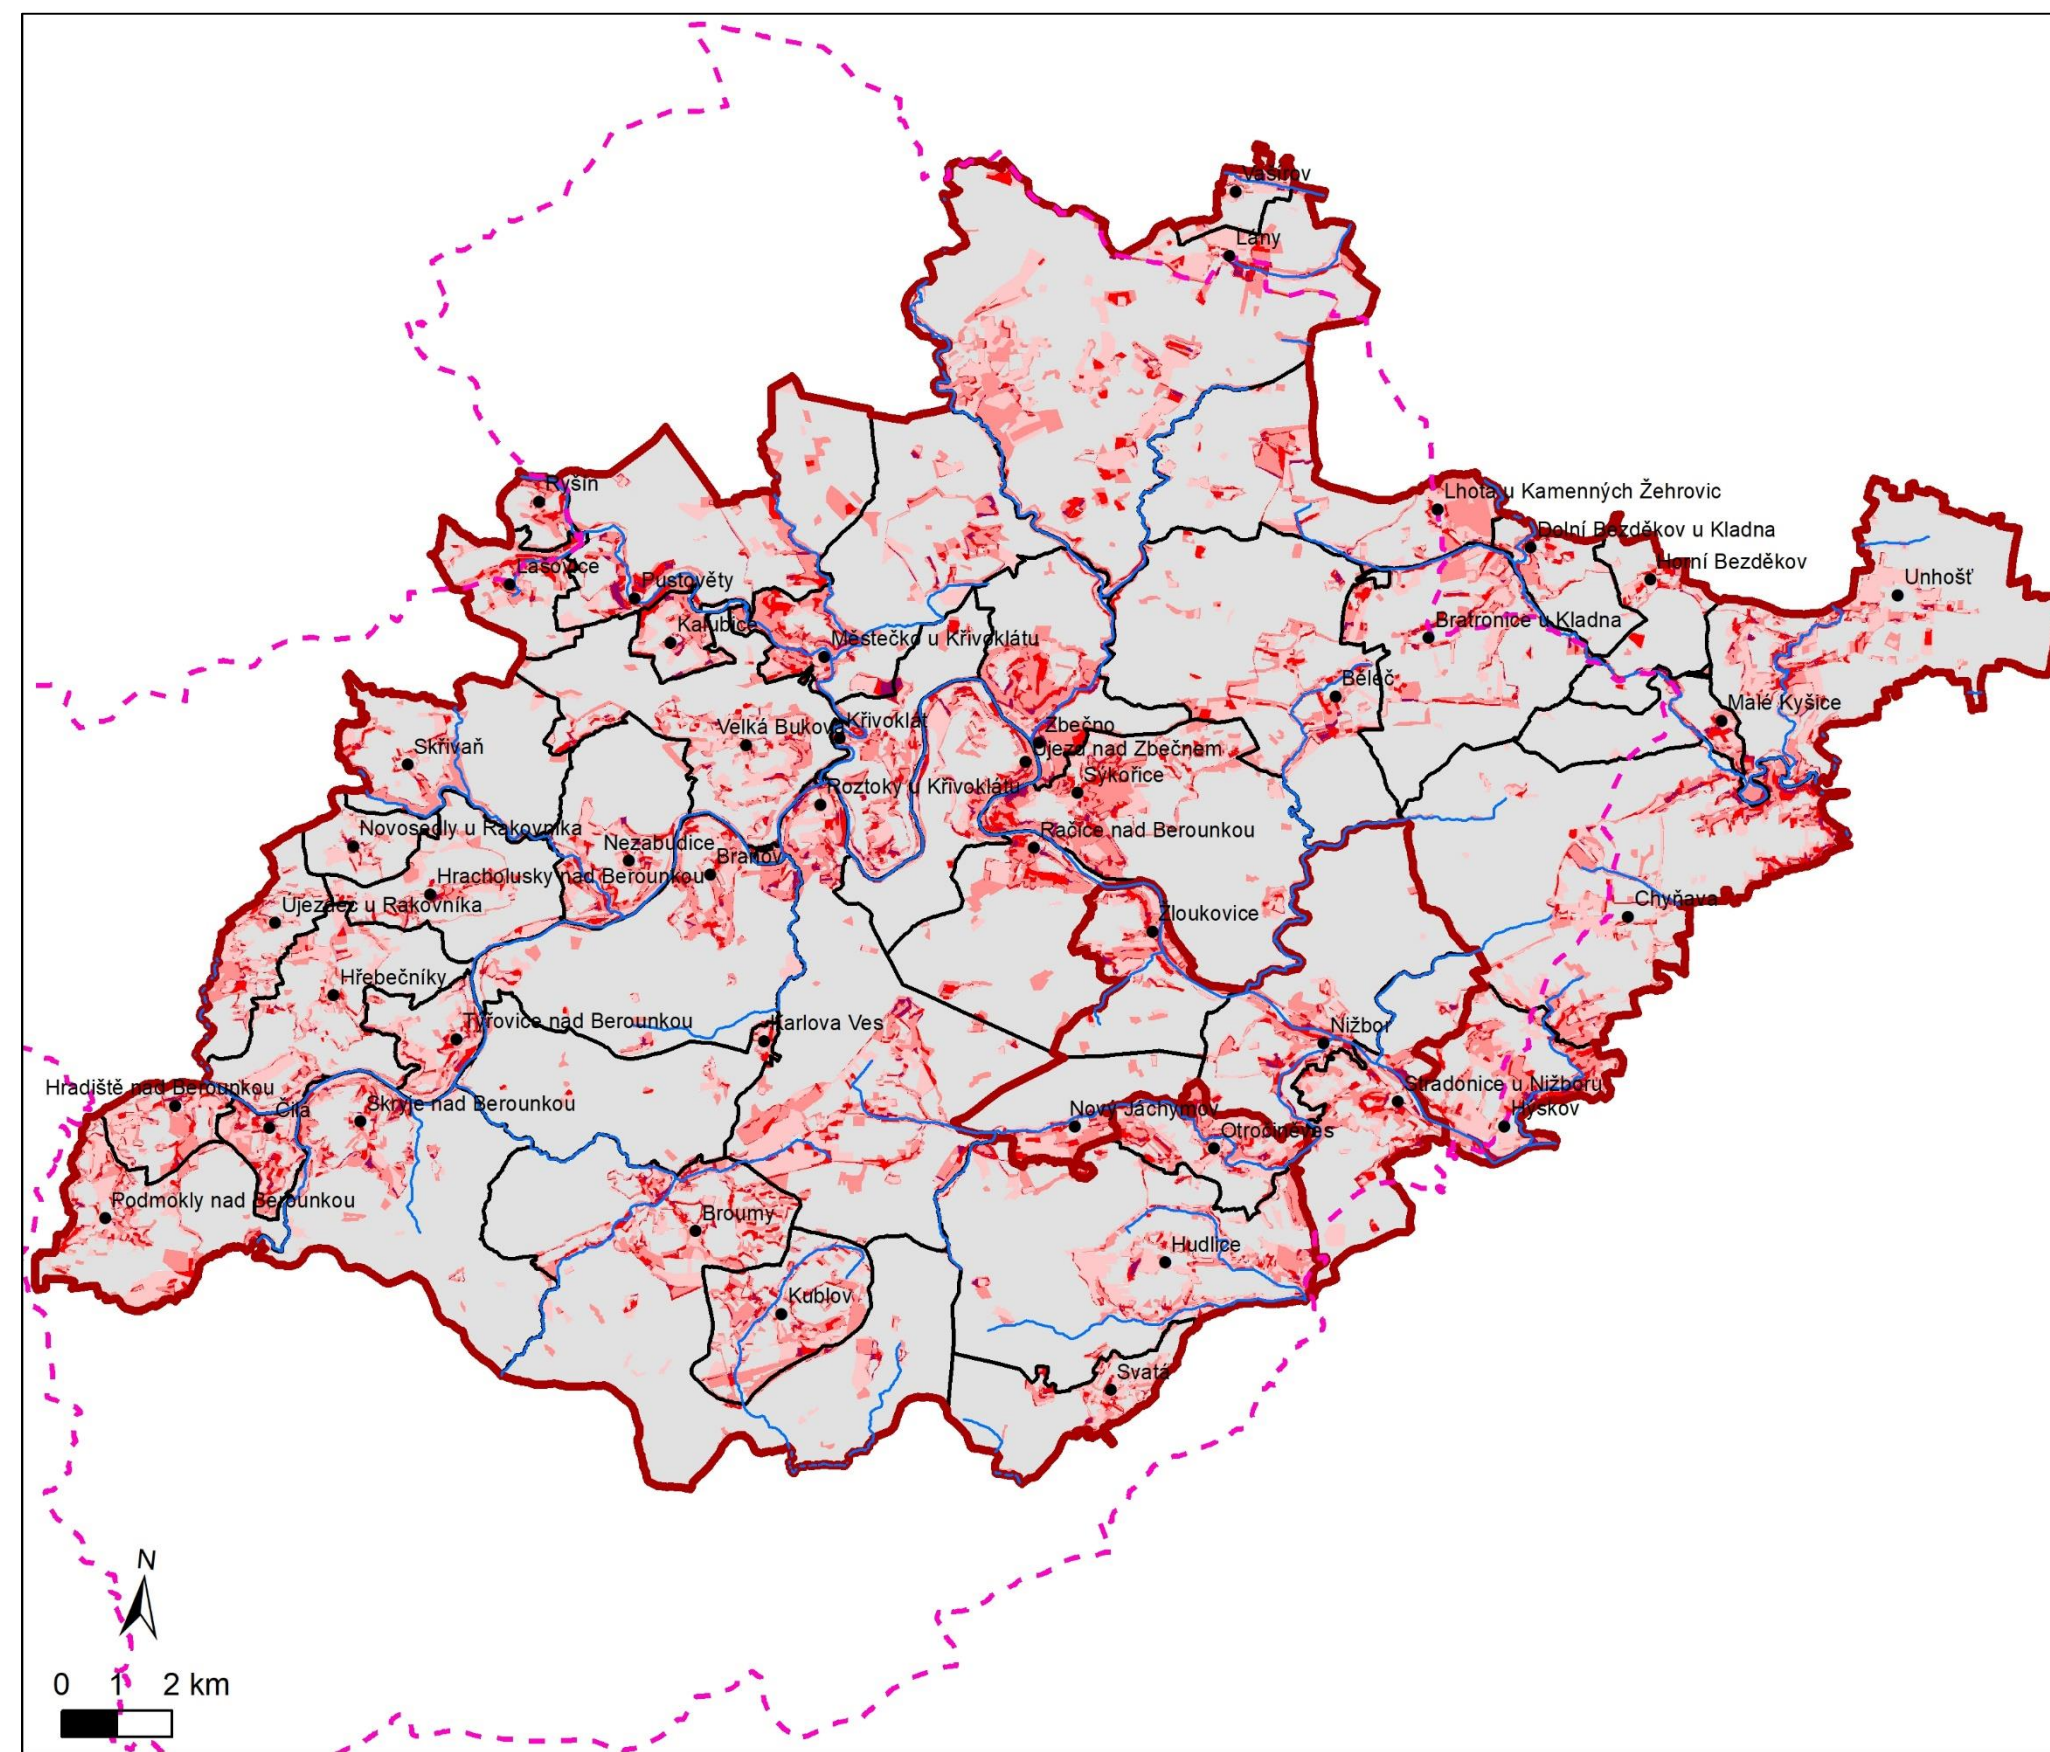 Vašírov
Lány
Ryšín
Lhota u Kamenných Žehrovic
Dolní Bezděkov u Kladna
Horní Bezděkov
Lašovice
Pustověty
Unhošť
Kalubice
Městečko u Křivoklátu
Bratronice u Kladna
Běleč
Malé Kyšice
Velká Buková
Křivoklát
Zbečno
Skřivaň
Újezd nad Zbečnem
Sýkořice
Roztoky u Křivoklátu
Novosedly u Rakovníka
Račice nad Berounkou
Nezabudice
Branov
Hracholusky nad Berounkou
Újezdec u Rakovníka
Chyňava
Zloukovice
Hřebečníky
Týřovice nad Berounkou
Karlova Ves
Nižbor
Hradiště nad Berounkou
Čilá
Skryje nad Berounkou
Stradonice u Nižboru
Nový Jáchymov
Hýskov
Otročiněves
Podmokly nad Berounkou
Broumy
Hudlice
Kublov
Svatá
N
0 1 2 km